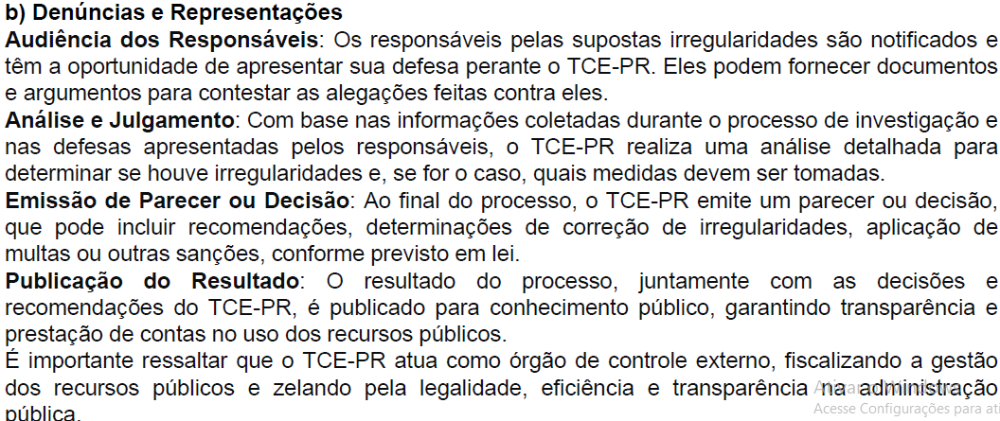 b) Denúncias e Representações
Audiência dos Responsáveis: Os responsáveis pelas supostas irregularidades são notificados e
têm a oportunidade de apresentar sua defesa perante o TCE-PR. Eles podem fornecer documentos
e argumentos para contestar as alegações feitas contra eles.
Análise e Julgamento: Com base nas informações coletadas durante o processo de investigação e
nas defesas apresentadas pelos responsáveis, o TCE-PR realiza uma análise detalhada para
determinar se houve irregularidades e, se for o caso, quais medidas devem ser tomadas.
Emissão de Parecer ou Decisão: Ao final do processo, o TCE-PR emite um parecer ou decisão,
que pode incluir recomendações, determinações de correção de irregularidades, aplicação de
multas ou outras sanções, conforme previsto em lei.
Publicação do Resultado: O resultado do processo, juntamente com as decisões e
recomendações do TCE-PR, é publicado para conhecimento público, garantindo transparência e
prestação de contas no uso dos recursos públicos.
É importante ressaltar que o TCE-PR atua como órgão de controle externo, fiscalizando a gestão
dos recursos públicos e zelando pela legalidade, eficiência e transparência na administração
pública.
Ativar o Windows
Acesse Configurações para ati